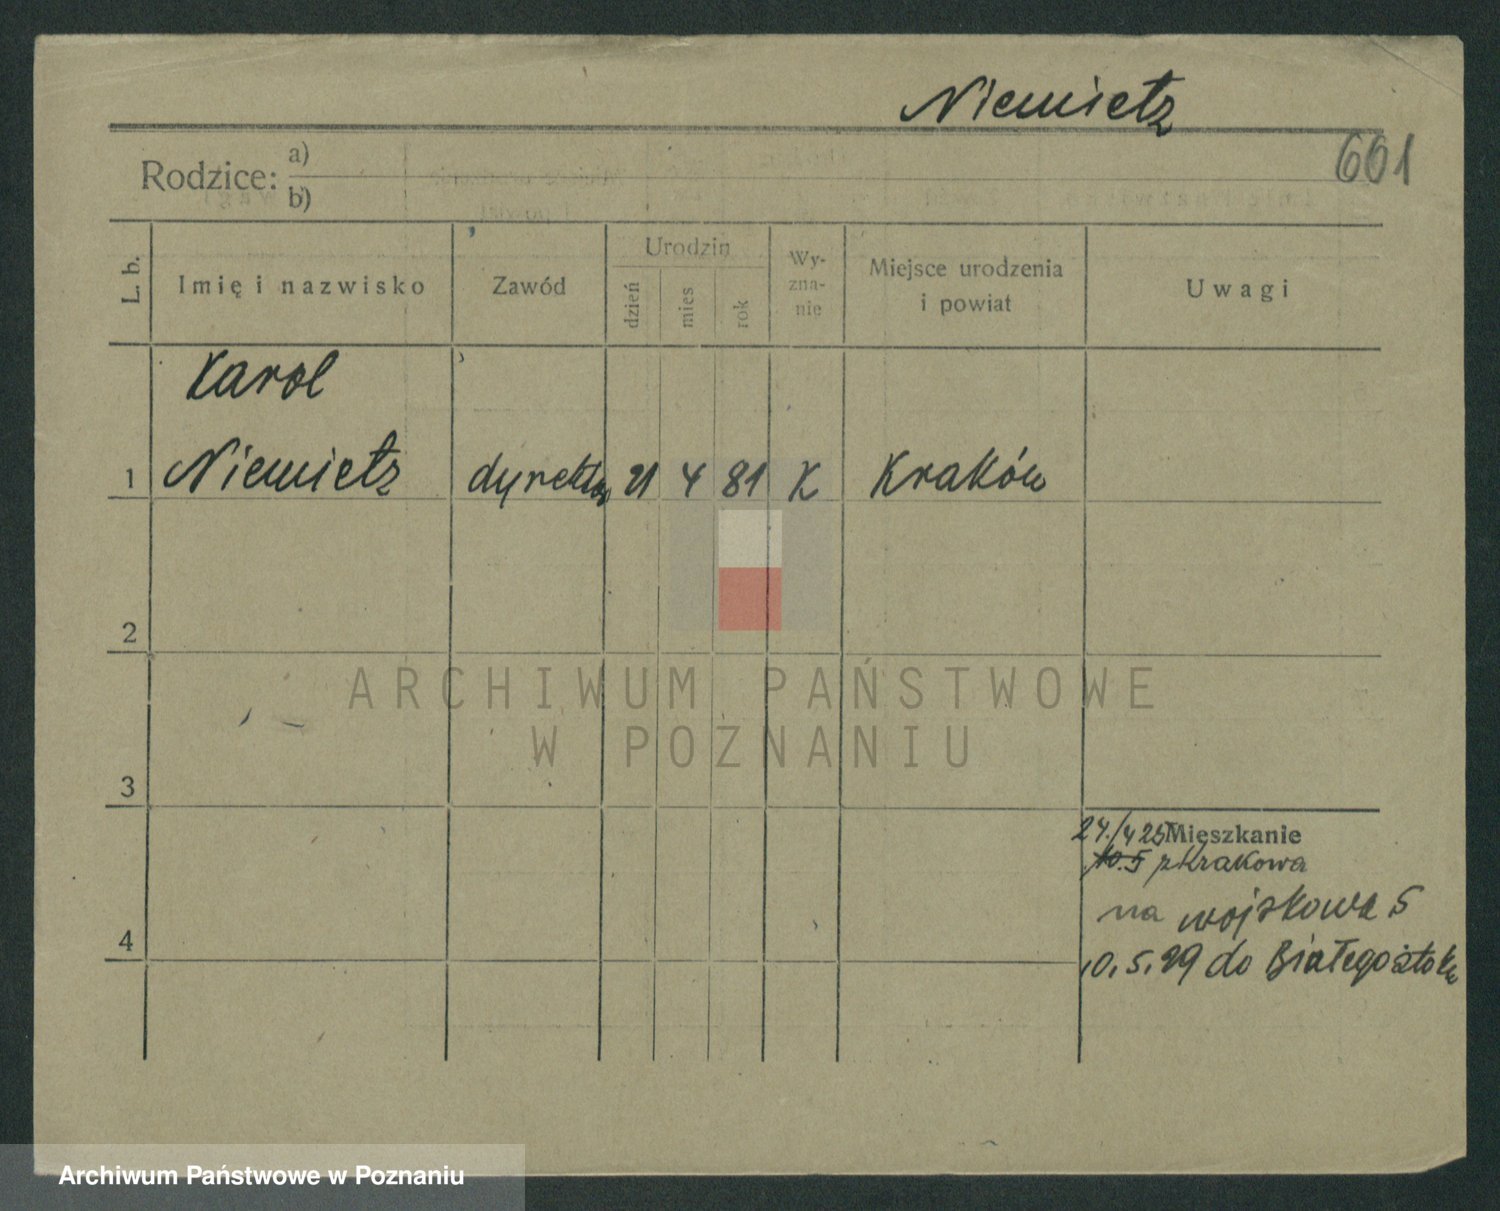 Niemietz
601
Rodzice: a)
b)
L. b.
Imię i nazwisko
Zawód
Urodzin
dzień
mies
rok
Wy-
zna-
nie
Miejsce urodzenia
i powiat
Uwagi
Karol
1 Niemietz dyrektor 21 4 81 K Kraków
2
ARCHIWUM PAŃSTWOWE
W POZNANIU
3
24./4 25 Mieszkanie
10.5 z Krakowa
na wojskowa 5
4
10.5.29 do Białegostoku
Archiwum Państwowe w Poznaniu